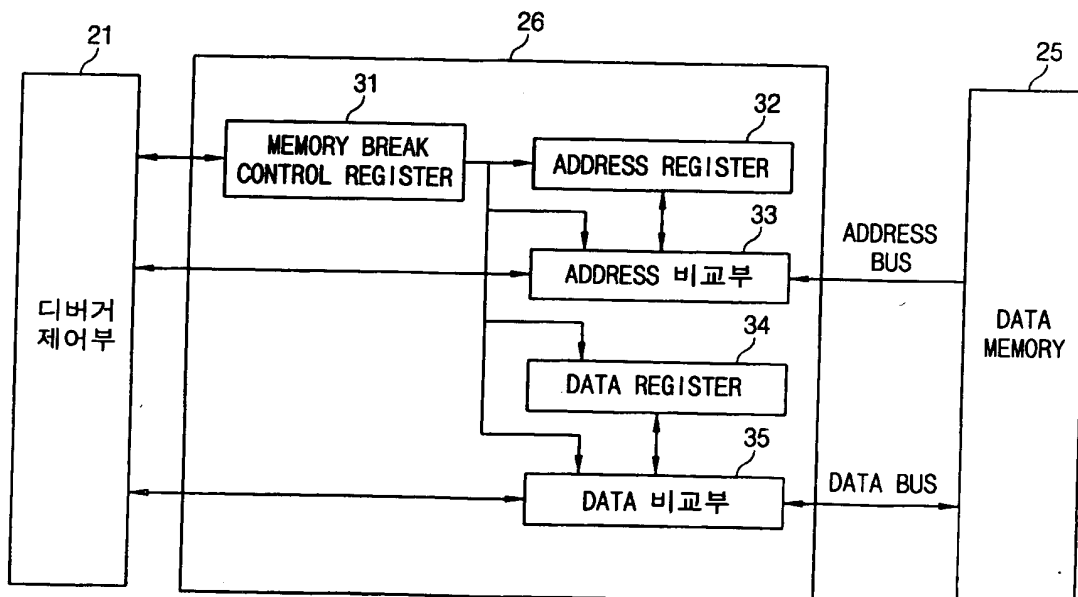 21
26
25
31
32
MEMORY BREAK
CONTROL REGISTER
ADDRESS REGISTER
33
ADDRESS 비교부
ADDRESS
BUS
디버거
제어부
34
DATA REGISTER
DATA
MEMORY
35
DATA 비교부
DATA BUS